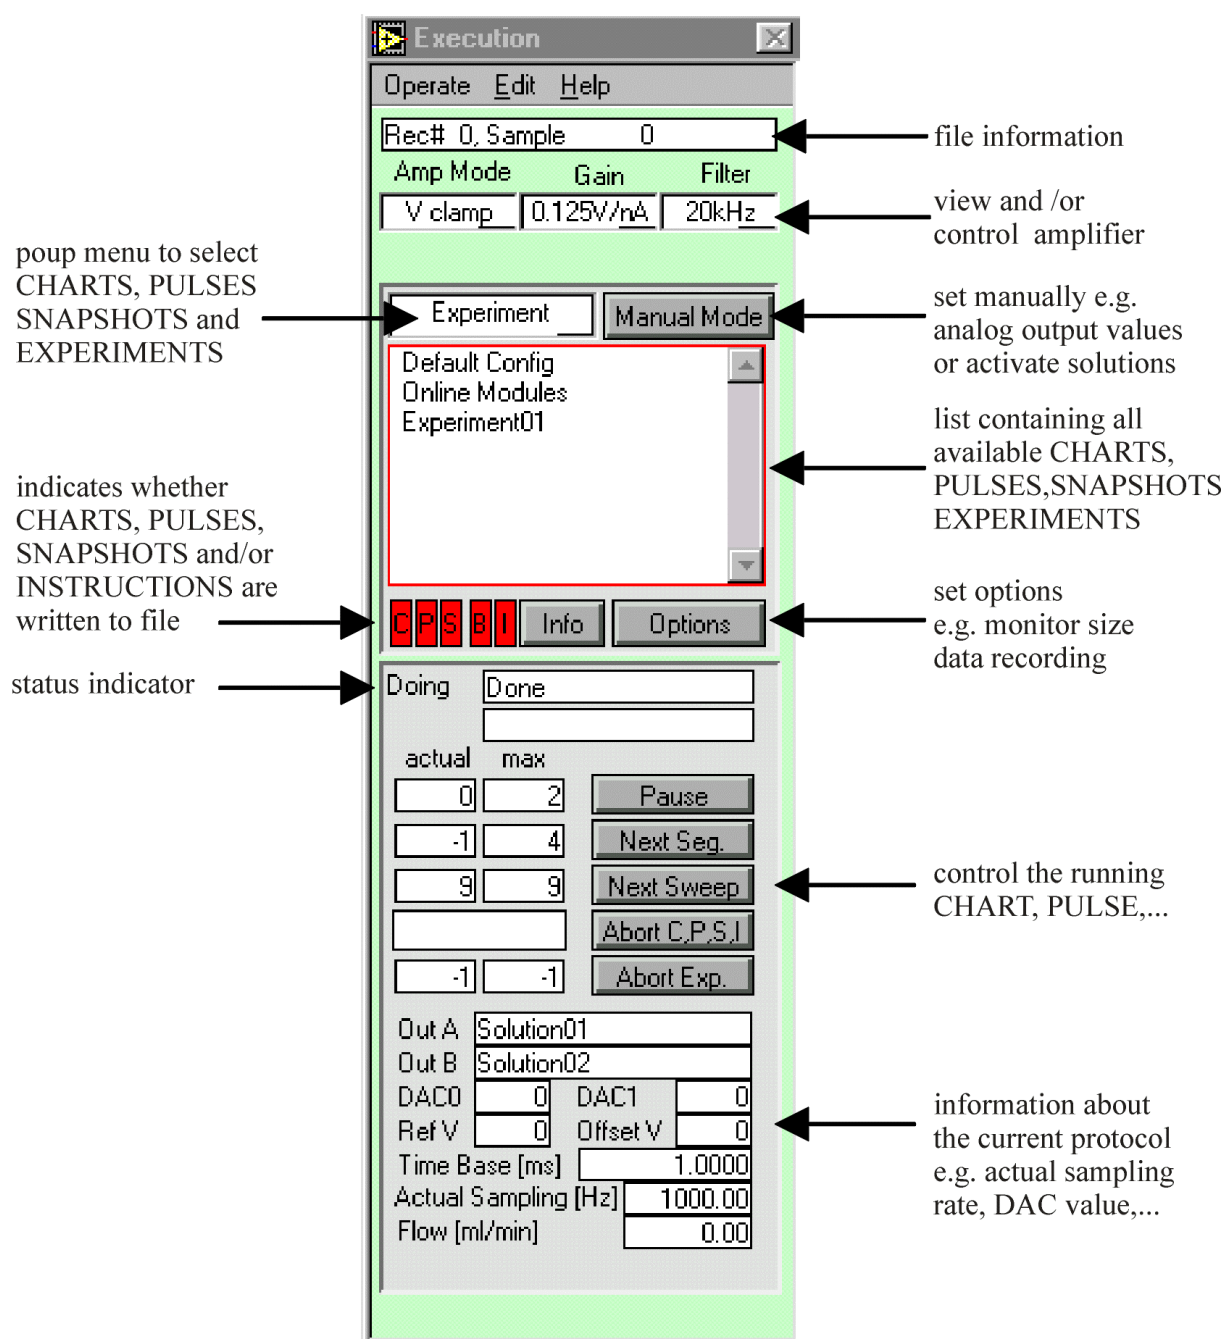 Execution
Operate Edit Help
Rec# 0, Sample 0
file information
Amp Mode Gain Filter
V clamp 0.125V/nA 20kHz
view and /or
control amplifier
poup menu to select
CHARTS, PULSES
SNAPSHOTS and
EXPERIMENTS
Experiment Manual Mode
set manually e.g.
analog output values
or activate solutions
Default Config
Online Modules
Experiment01
list containing all
available CHARTS,
PULSES,SNAPSHOTS
EXPERIMENTS
indicates whether
CHARTS, PULSES,
SNAPSHOTS and/or
INSTRUCTIONS are
written to file
C P S B I Info Options
set options
e.g. monitor size
data recording
status indicator
Doing Done
actual max
0 2 Pause
-1 4 Next Seg.
9 9 Next Sweep
Abort C,P,S,I
-1 -1 Abort Exp.
control the running
CHART, PULSE,...
Out A Solution01
Out B Solution02
DAC0 0 DAC1 0
Ref V 0 Offset V 0
Time Base [ms] 1.0000
Actual Sampling [Hz] 1000.00
Flow [ml/min] 0.00
information about
the current protocol
e.g. actual sampling
rate, DAC value,...